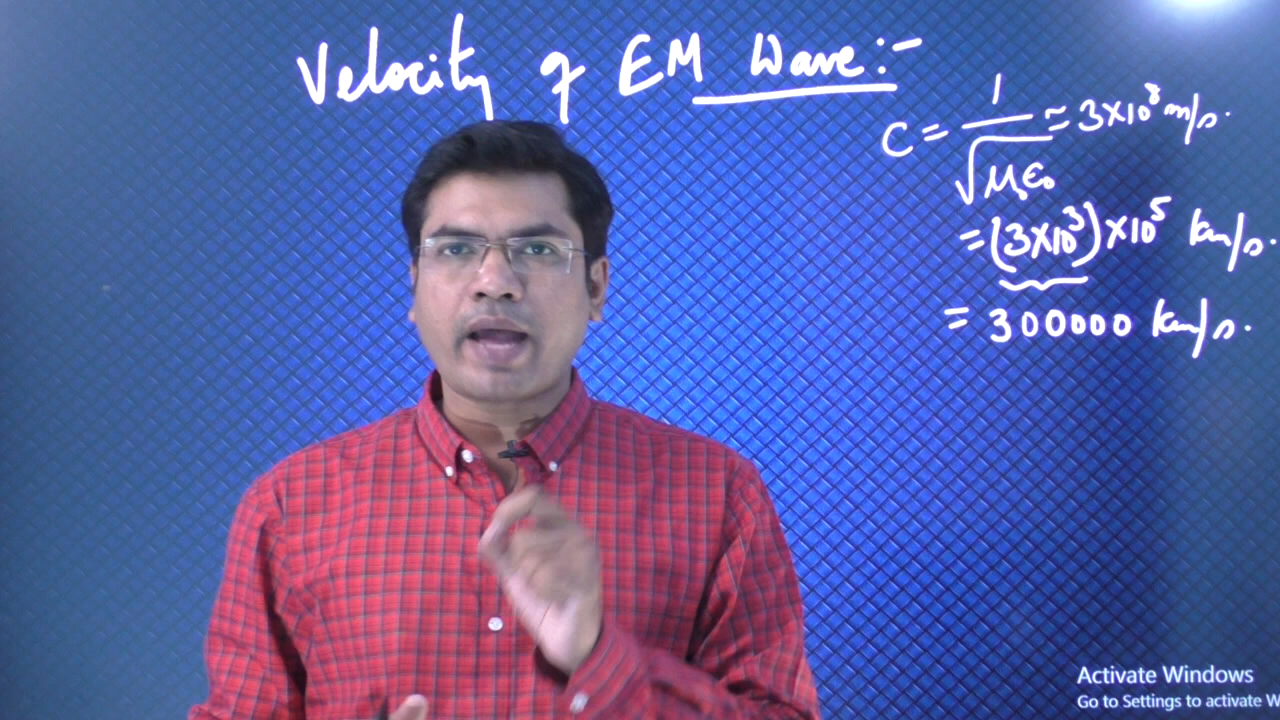 Velocity of EM Wave:-
C = 1/√μ₀ε₀ ≈ 3×10⁸ m/s.
= (3×10³)×10⁵ km/s.
= 300000 km/s.
Activate Windows
Go to Settings to activate W